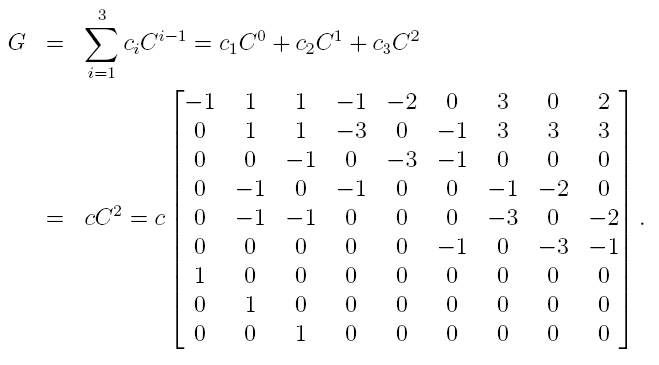 G = \sum_{i=1}^{3} c_i C^{i-1} = c_1 C^0 + c_2 C^1 + c_3 C^2
= cC^2 = c
−1 1 1 −1 −2 0 3 0 2
0 1 1 −3 0 −1 3 3 3
0 0 −1 0 −3 −1 0 0 0
0 −1 0 −1 0 0 −1 −2 0
0 −1 −1 0 0 0 −3 0 −2
0 0 0 0 0 −1 0 −3 −1
1 0 0 0 0 0 0 0 0
0 1 0 0 0 0 0 0 0
0 0 1 0 0 0 0 0 0
.